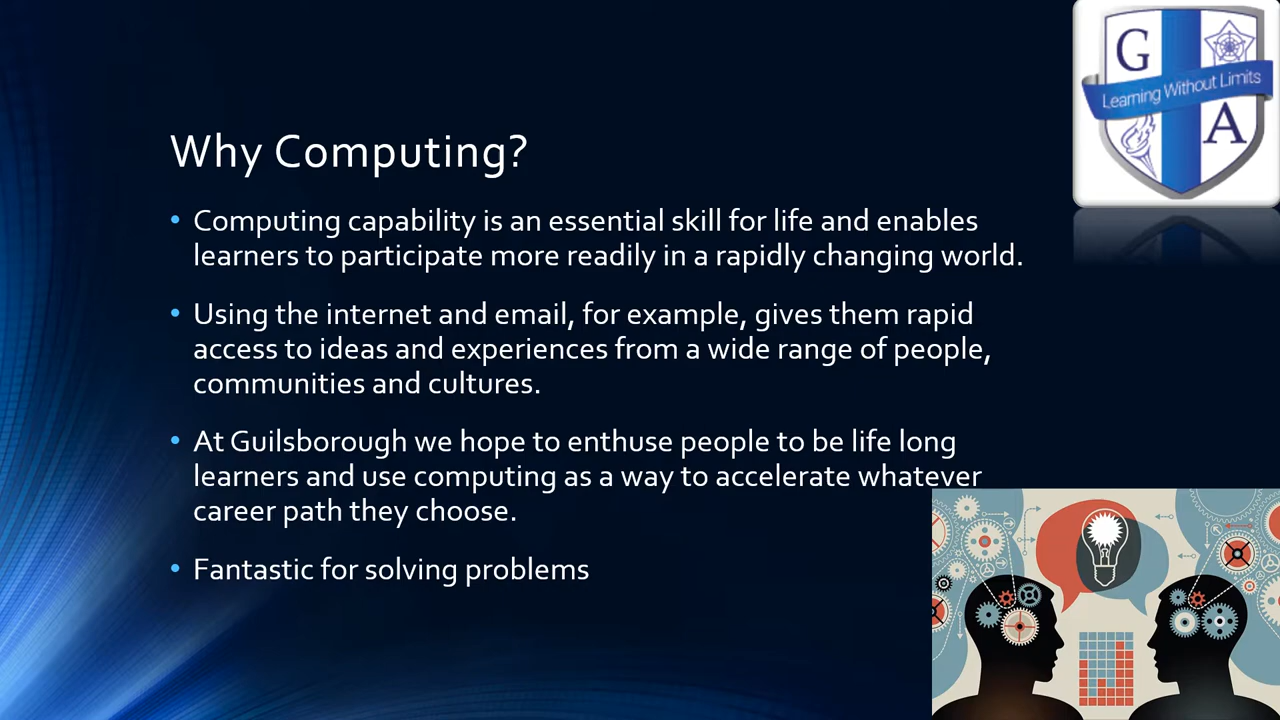 G
Learning Without Limits
A
Why Computing?
• Computing capability is an essential skill for life and enables
learners to participate more readily in a rapidly changing world.
• Using the internet and email, for example, gives them rapid
access to ideas and experiences from a wide range of people,
communities and cultures.
• At Guilsborough we hope to enthuse people to be life long
learners and use computing as a way to accelerate whatever
career path they choose.
• Fantastic for solving problems